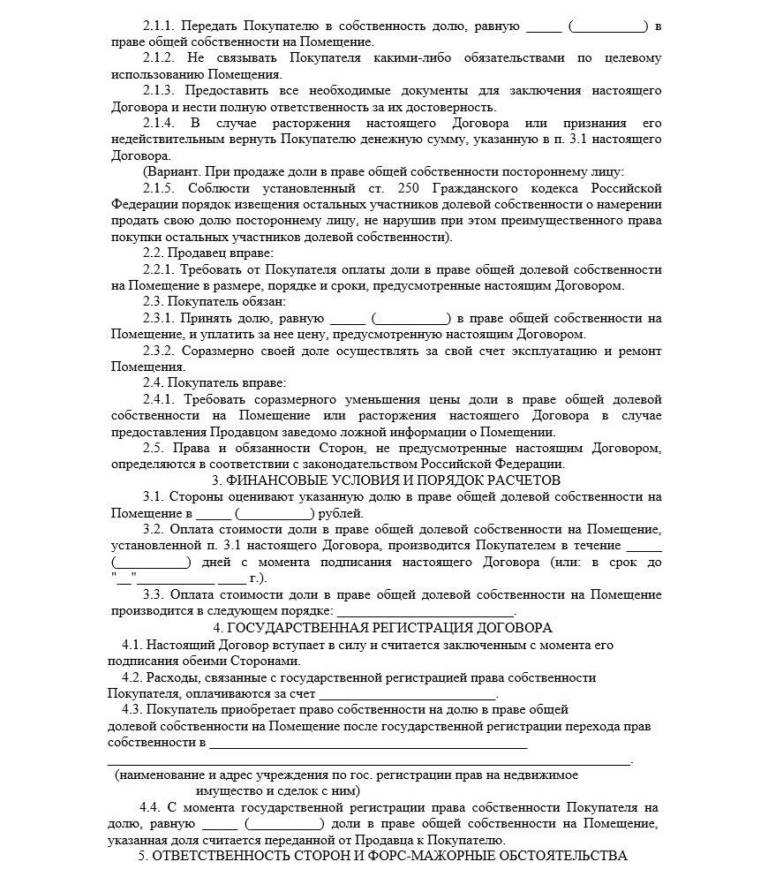 2.1.1. Передать Покупателю в собственность долю, равную _____ (__________) в
праве общей собственности на Помещение.
2.1.2. Не связывать Покупателя какими-либо обязательствами по целевому
использованию Помещения.
2.1.3. Предоставить все необходимые документы для заключения настоящего
Договора и нести полную ответственность за их достоверность.
2.1.4. В случае расторжения настоящего Договора или признания его
недействительным вернуть Покупателю денежную сумму, указанную в п. 3.1 настоящего
Договора.
(Вариант. При продаже доли в праве общей собственности постороннему лицу:
2.1.5. Соблюсти установленный ст. 250 Гражданского кодекса Российской
Федерации порядок извещения остальных участников долевой собственности о намерении
продать свою долю постороннему лицу, не нарушив при этом преимущественного права
покупки остальных участников долевой собственности).
2.2. Продавец вправе:
2.2.1. Требовать от Покупателя оплаты доли в праве общей долевой собственности
на Помещение в размере, порядке и сроки, предусмотренные настоящим Договором.
2.3. Покупатель обязан:
2.3.1. Принять долю, равную _____ (__________) в праве общей собственности на
Помещение, и уплатить за нее цену, предусмотренную настоящим Договором.
2.3.2. Соразмерно своей доле осуществлять за свой счет эксплуатацию и ремонт
Помещения.
2.4. Покупатель вправе:
2.4.1. Требовать соразмерного уменьшения цены доли в праве общей долевой
собственности на Помещение или расторжения настоящего Договора в случае
предоставления Продавцом заведомо ложной информации о Помещении.
2.5. Права и обязанности Сторон, не предусмотренные настоящим Договором,
определяются в соответствии с законодательством Российской Федерации.
3. ФИНАНСОВЫЕ УСЛОВИЯ И ПОРЯДОК РАСЧЕТОВ
3.1. Стороны оценивают указанную долю в праве общей долевой собственности на
Помещение в _____ (__________) рублей.
3.2. Оплата стоимости доли в праве общей долевой собственности на Помещение,
установленной п. 3.1 настоящего Договора, производится Покупателем в течение _____
(__________) дней с момента подписания настоящего Договора (или: в срок до
"__"___________ ____ г.).
3.3. Оплата стоимости доли в праве общей долевой собственности на Помещение
производится в следующем порядке: _________________________.
4. ГОСУДАРСТВЕННАЯ РЕГИСТРАЦИЯ ДОГОВОРА
4.1. Настоящий Договор вступает в силу и считается заключенным с момента его
подписания обеими Сторонами.
4.2. Расходы, связанные с государственной регистрацией права собственности
Покупателя, оплачиваются за счет _________________________.
4.3. Покупатель приобретает право собственности на долю в праве общей
долевой собственности на Помещение после государственной регистрации перехода прав
собственности в _____________________________________________
__________________________________________________________________________.
(наименование и адрес учреждения по гос. регистрации прав на недвижимое
имущество и сделок с ним)
4.4. С момента государственной регистрации права собственности Покупателя на
долю, равную _____ (__________) доли в праве общей собственности на Помещение,
указанная доля считается переданной от Продавца к Покупателю.
5. ОТВЕТСТВЕННОСТЬ СТОРОН И ФОРС-МАЖОРНЫЕ ОБСТОЯТЕЛЬСТВА